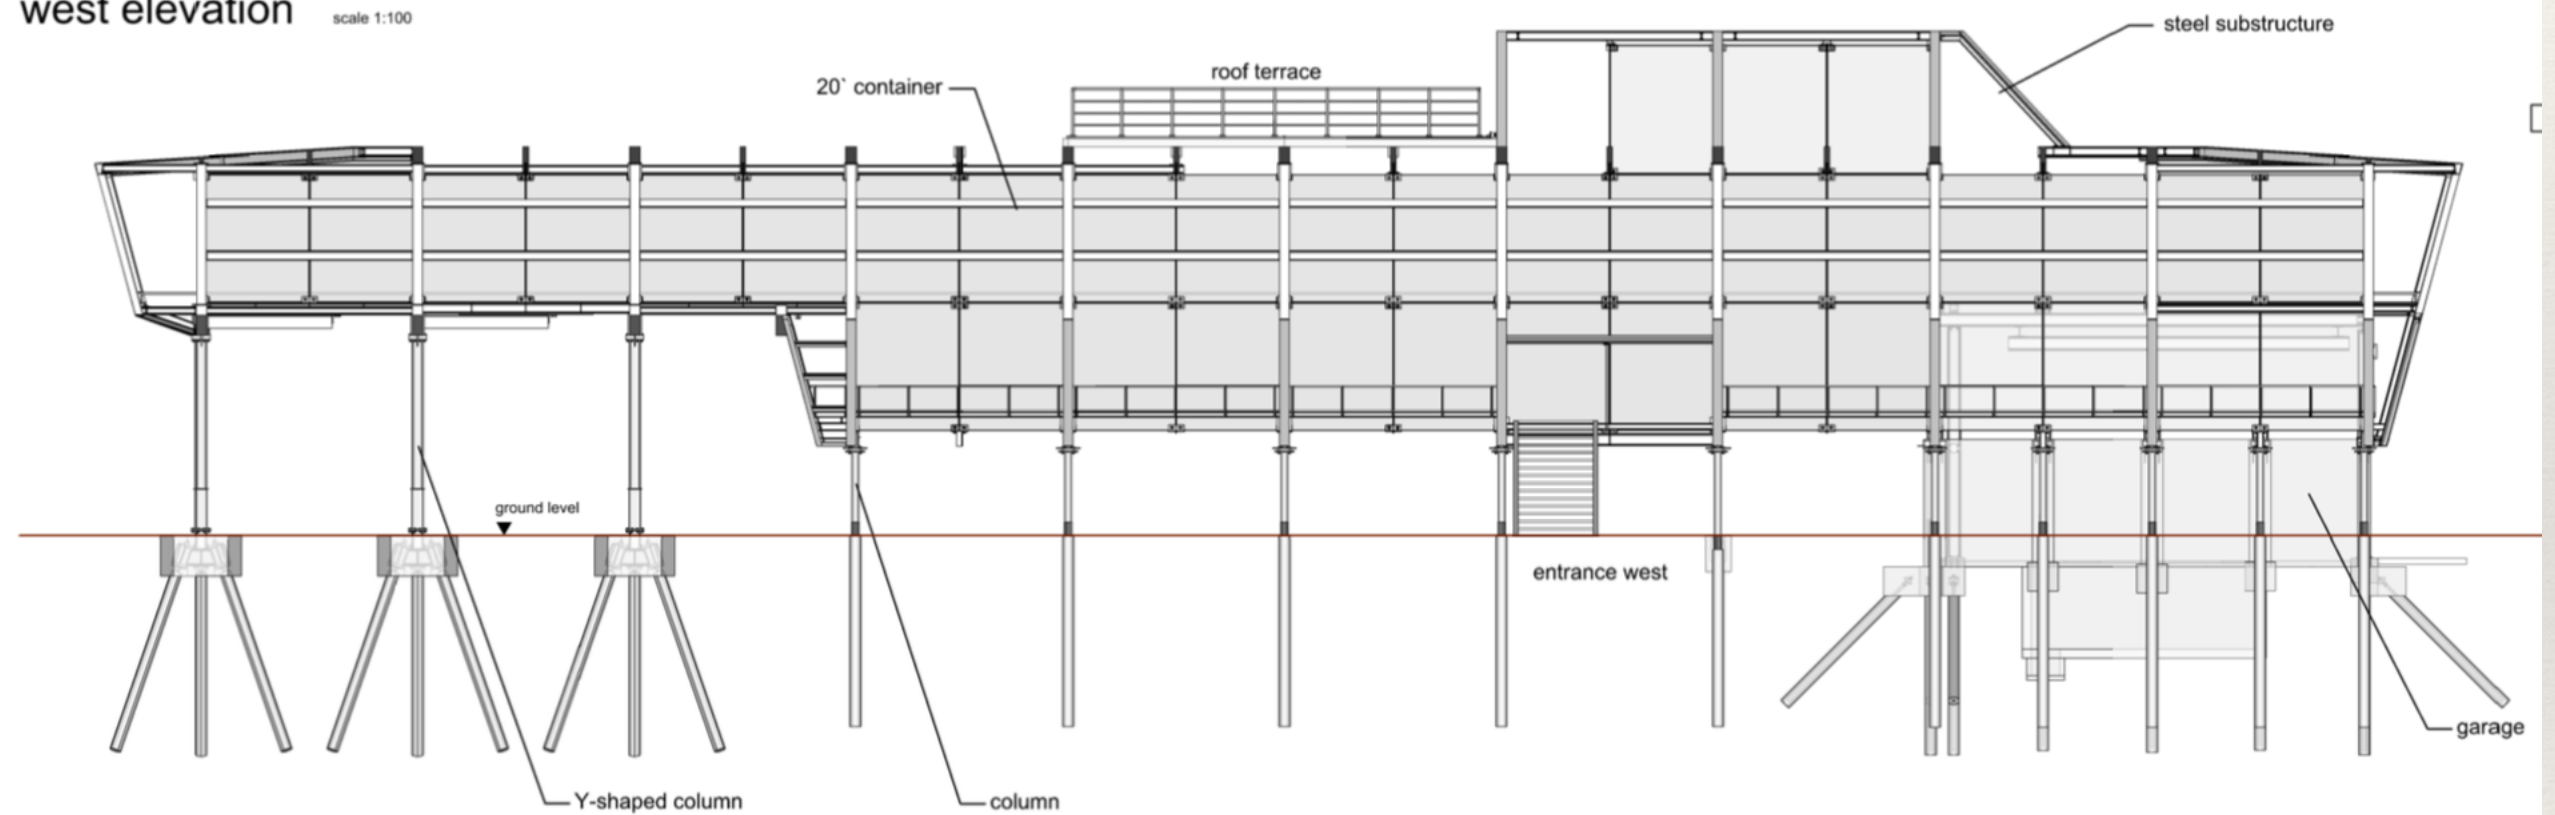 west elevation
scale 1:100
steel substructure
roof terrace
20` container
ground level
entrance west
garage
Y-shaped column
column